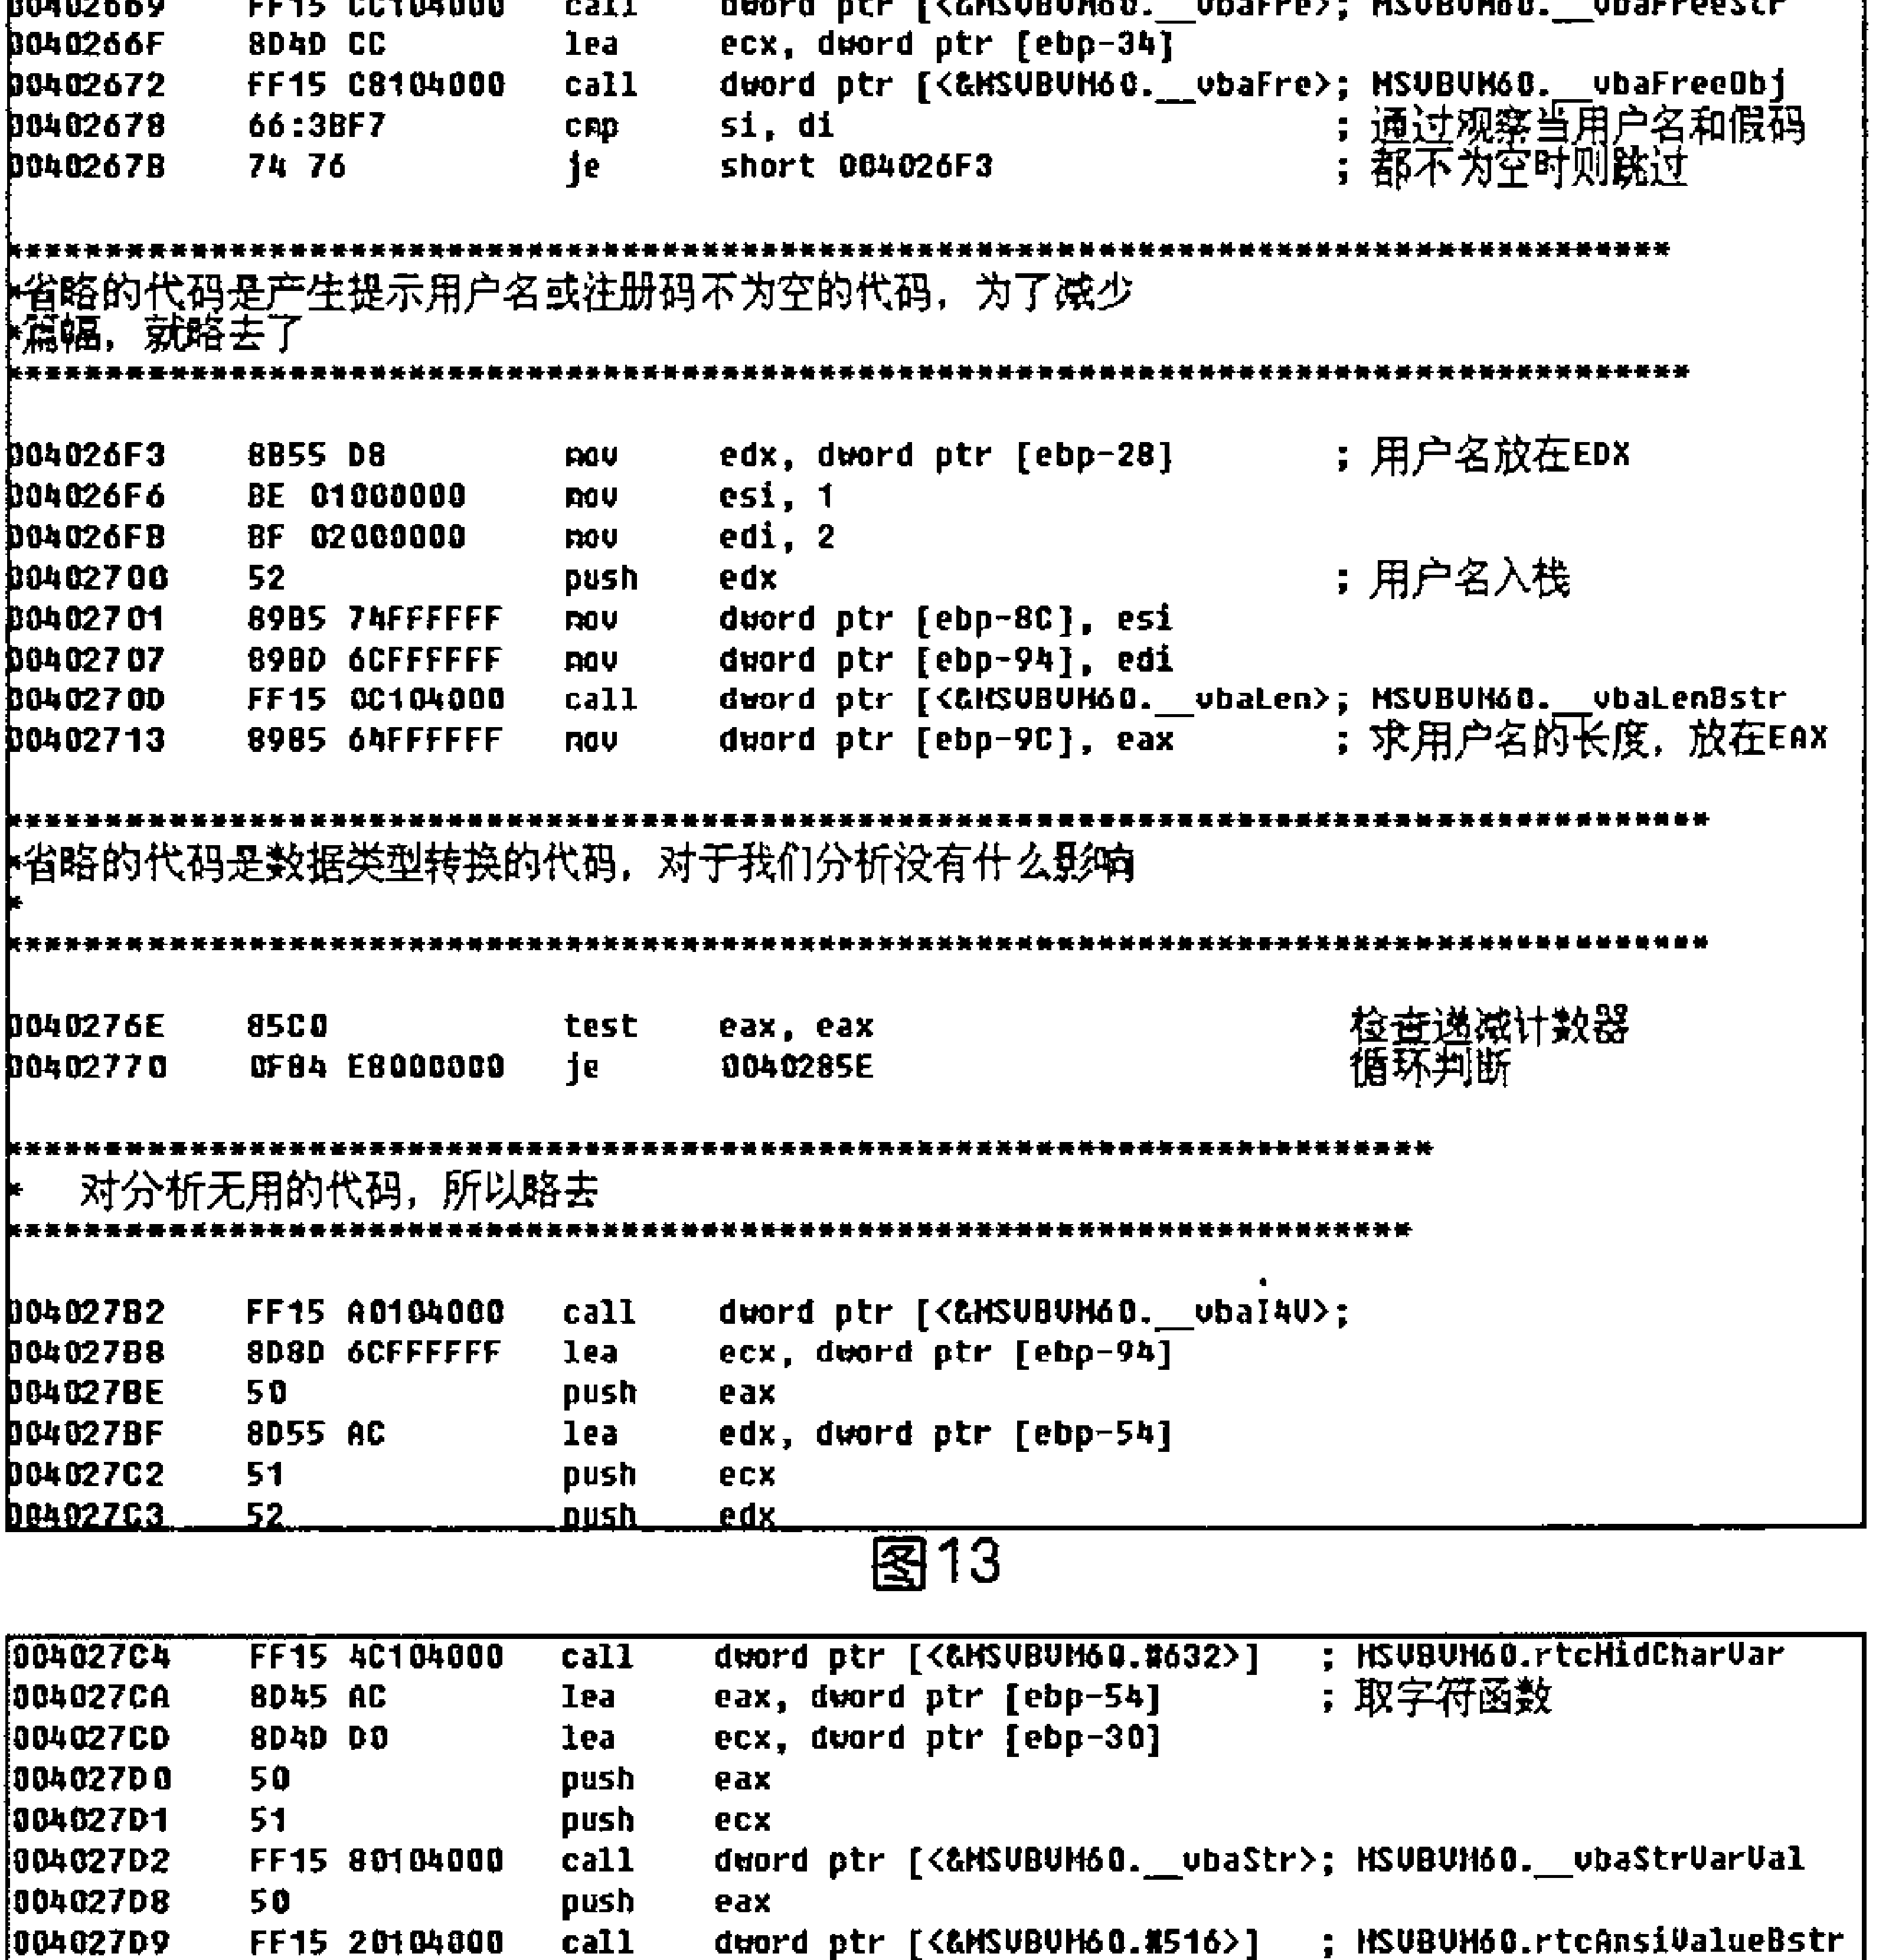 00402669 FF15 CC104000 call dword ptr [<&MSVBVM60.__vbaFre>; MSVBVM60.__vbaFreeStr
0040266F 8D4D CC lea ecx, dword ptr [ebp-34]
00402672 FF15 C8104000 call dword ptr [<&MSVBVM60.__vbaFre>; MSVBVM60.__vbaFreeObj
00402678 66:3BF7 cmp si, di ; 通过观察当用户名和假码
0040267B 74 76 je short 004026F3 ; 都不为空时则跳过
******************************************************************************
*省略的代码是产生提示用户名或注册码不为空的代码，为了减少
*篇幅，就略去了
*******************************************************************************
004026F3 8B55 D8 mov edx, dword ptr [ebp-28] ; 用户名放在EDX
004026F6 BE 01000000 mov esi, 1
004026FB BF 02000000 mov edi, 2
00402700 52 push edx ; 用户名入栈
00402701 89B5 74FFFFFF mov dword ptr [ebp-8C], esi
00402707 89BD 6CFFFFFF mov dword ptr [ebp-94], edi
0040270D FF15 0C104000 call dword ptr [<&MSVBVM60.__vbaLen>; MSVBVM60.__vbaLenBstr
00402713 8985 64FFFFFF mov dword ptr [ebp-9C], eax ; 求用户名的长度，放在EAX
********************************************************************************
*省略的代码是数据类型转换的代码，对于我们分析没有什么影响
*
********************************************************************************
0040276E 85C0 test eax, eax 检查递减计数器
00402770 0F84 E8000000 je 0040285E 循环判断
*******************************************************************
* 对分析无用的代码，所以略去
******************************************************************
004027B2 FF15 A0104000 call dword ptr [<&MSVBVM60.__vbaI4V>;
004027B8 8D8D 6CFFFFFF lea ecx, dword ptr [ebp-94]
004027BE 50 push eax
004027BF 8D55 AC lea edx, dword ptr [ebp-54]
004027C2 51 push ecx
004027C3 52 push edx
图13
004027C4 FF15 4C104000 call dword ptr [<&MSVBVM60.#632>] ; MSVBVM60.rtcMidCharVar
004027CA 8D45 AC lea eax, dword ptr [ebp-54] ; 取字符函数
004027CD 8D4D D0 lea ecx, dword ptr [ebp-30]
004027D0 50 push eax
004027D1 51 push ecx
004027D2 FF15 80104000 call dword ptr [<&MSVBVM60.__vbaStr>; MSVBVM60.__vbaStrVarVal
004027D8 50 push eax
004027D9 FF15 20104000 call dword ptr [<&MSVBVM60.#516>] ; MSVBVM60.rtcAnsiValueBstr